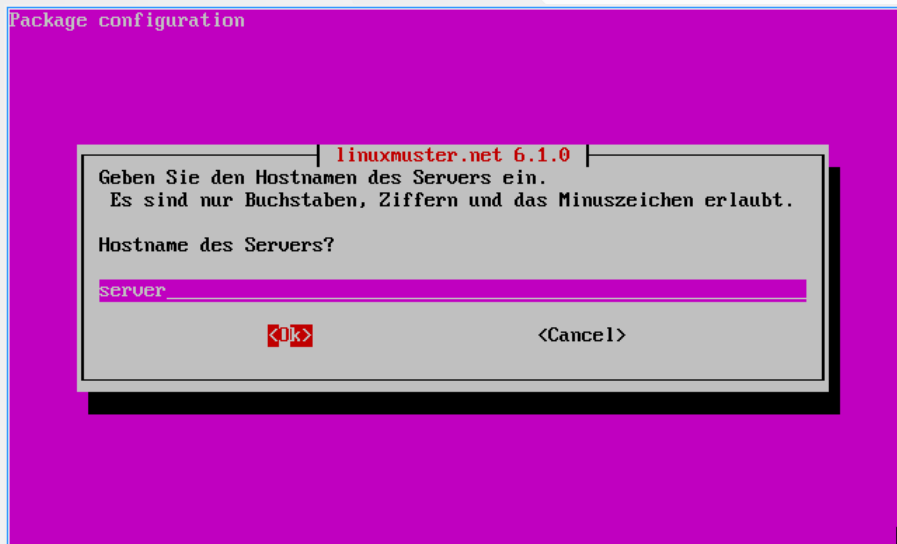 Package configuration
linuxmuster.net 6.1.0
Geben Sie den Hostnamen des Servers ein.
Es sind nur Buchstaben, Ziffern und das Minuszeichen erlaubt.
Hostname des Servers?
server
<Ok> <Cancel>